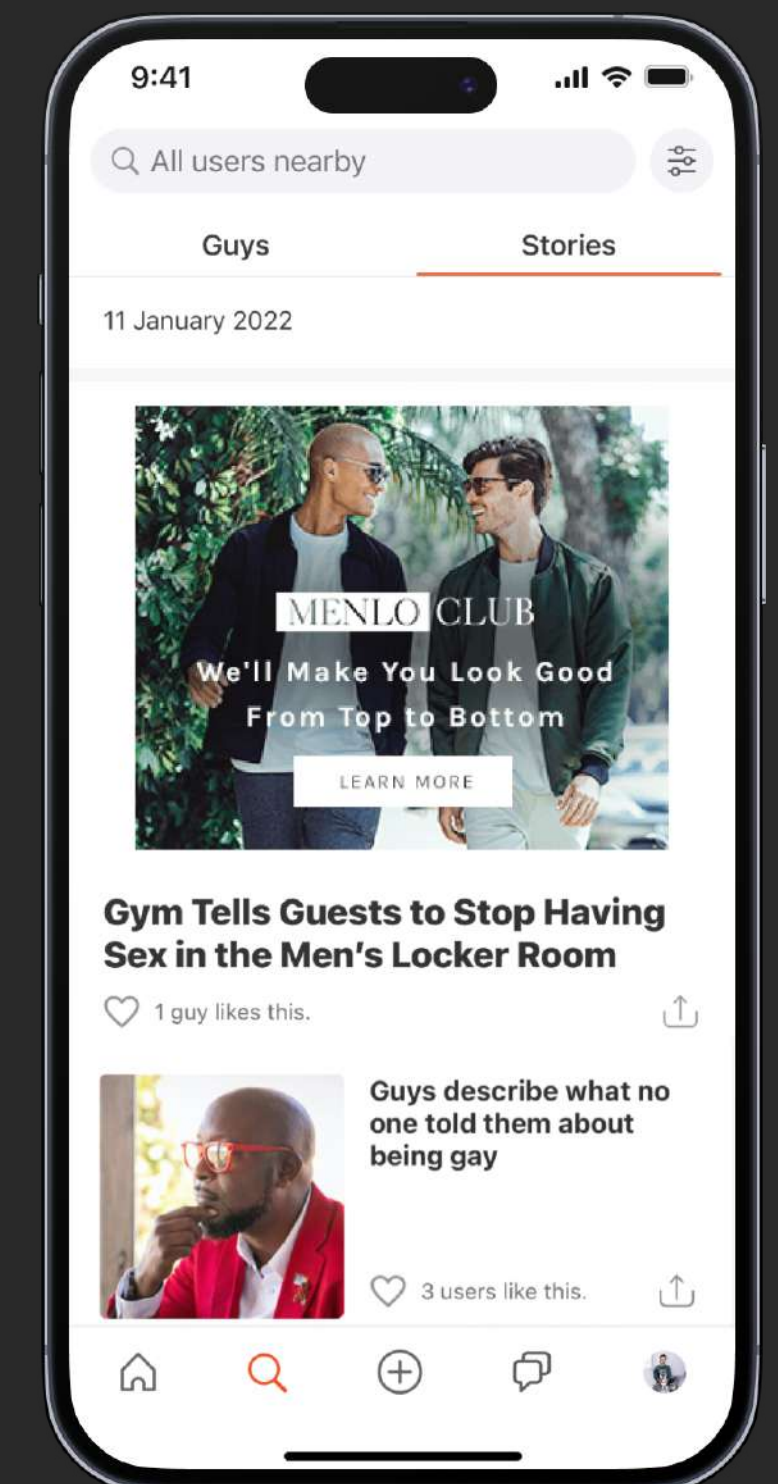 9:41
All users nearby
Guys
Stories
11 January 2022
MENLO CLUB
We'll Make You Look Good
From Top to Bottom
LEARN MORE
Gym Tells Guests to Stop Having
Sex in the Men's Locker Room
1 guy likes this.
Guys describe what no
one told them about
being gay
3 users like this.